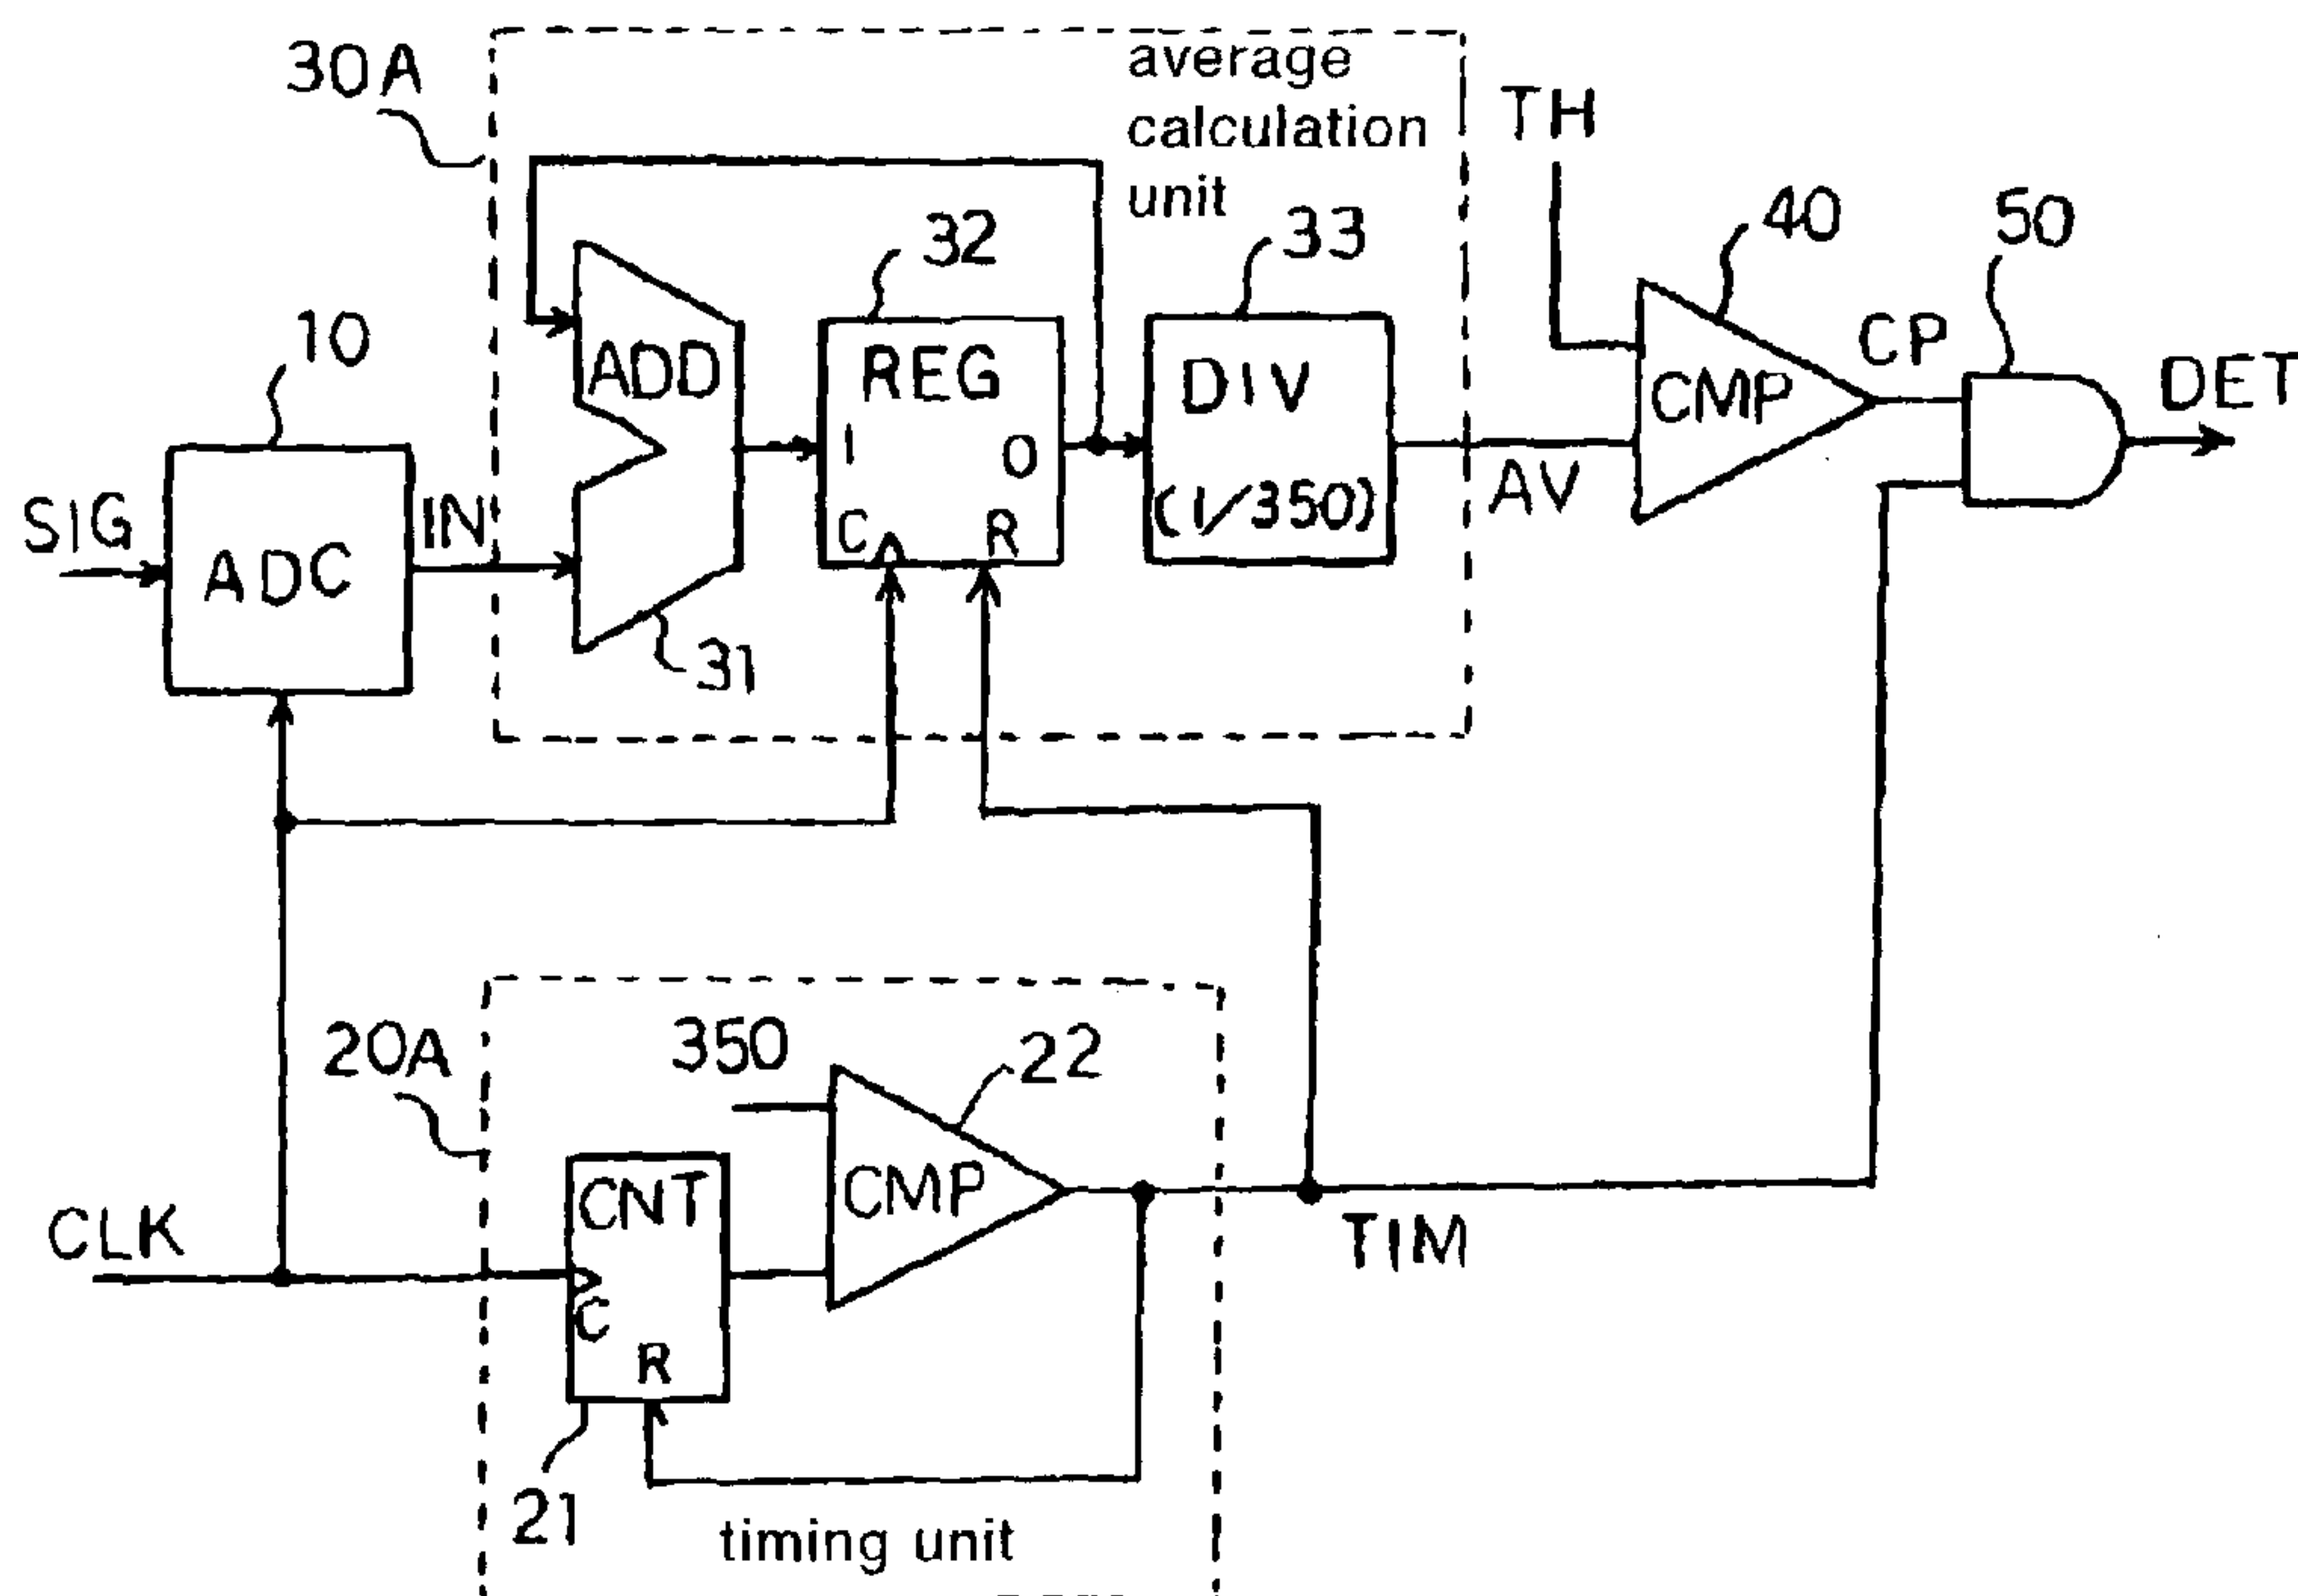 30A
average
calculation
unit
TH
40
50
32
33
10
ADD
REG
I
O
C
R
DIV
(1/350)
CMP
CP
DET
AV
SIG
IN
ADC
31
20A
350
22
CNT
CMP
CLK
C
R
TIM
21
timing unit